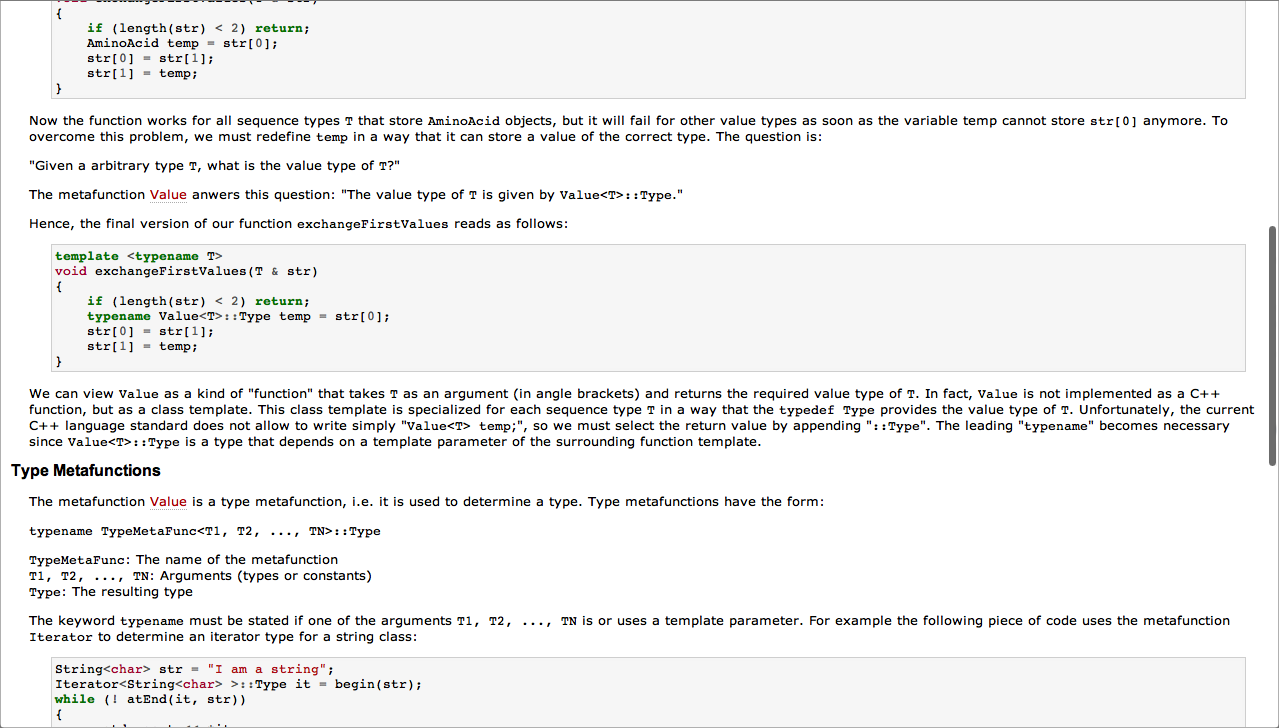 {
if (length(str) < 2) return;
AminoAcid temp = str[0];
str[0] = str[1];
str[1] = temp;
}
Now the function works for all sequence types T that store AminoAcid objects, but it will fail for other value types as soon as the variable temp cannot store str[0] anymore. To
overcome this problem, we must redefine temp in a way that it can store a value of the correct type. The question is:
"Given a arbitrary type T, what is the value type of T?"
The metafunction Value anwers this question: "The value type of T is given by Value<T>::Type."
Hence, the final version of our function exchangeFirstValues reads as follows:
template <typename T>
void exchangeFirstValues(T & str)
{
if (length(str) < 2) return;
typename Value<T>::Type temp = str[0];
str[0] = str[1];
str[1] = temp;
}
We can view Value as a kind of "function" that takes T as an argument (in angle brackets) and returns the required value type of T. In fact, Value is not implemented as a C++
function, but as a class template. This class template is specialized for each sequence type T in a way that the typedef Type provides the value type of T. Unfortunately, the current
C++ language standard does not allow to write simply "Value<T> temp;", so we must select the return value by appending "::Type". The leading "typename" becomes necessary
since Value<T>::Type is a type that depends on a template parameter of the surrounding function template.
Type Metafunctions
The metafunction Value is a type metafunction, i.e. it is used to determine a type. Type metafunctions have the form:
typename TypeMetaFunc<T1, T2, ..., TN>::Type
TypeMetaFunc: The name of the metafunction
T1, T2, ..., TN: Arguments (types or constants)
Type: The resulting type
The keyword typename must be stated if one of the arguments T1, T2, ..., TN is or uses a template parameter. For example the following piece of code uses the metafunction
Iterator to determine an iterator type for a string class:
String<char> str = "I am a string";
Iterator<String<char> >::Type it = begin(str);
while (! atEnd(it, str))
{